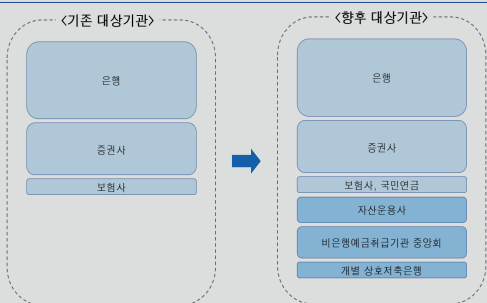 <기존 대상기관>
은행
증권사
보험사
<향후 대상기관>
은행
증권사
보험사, 국민연금
자산운용사
비은행예금취급기관 중앙회
개별 상호저축은행